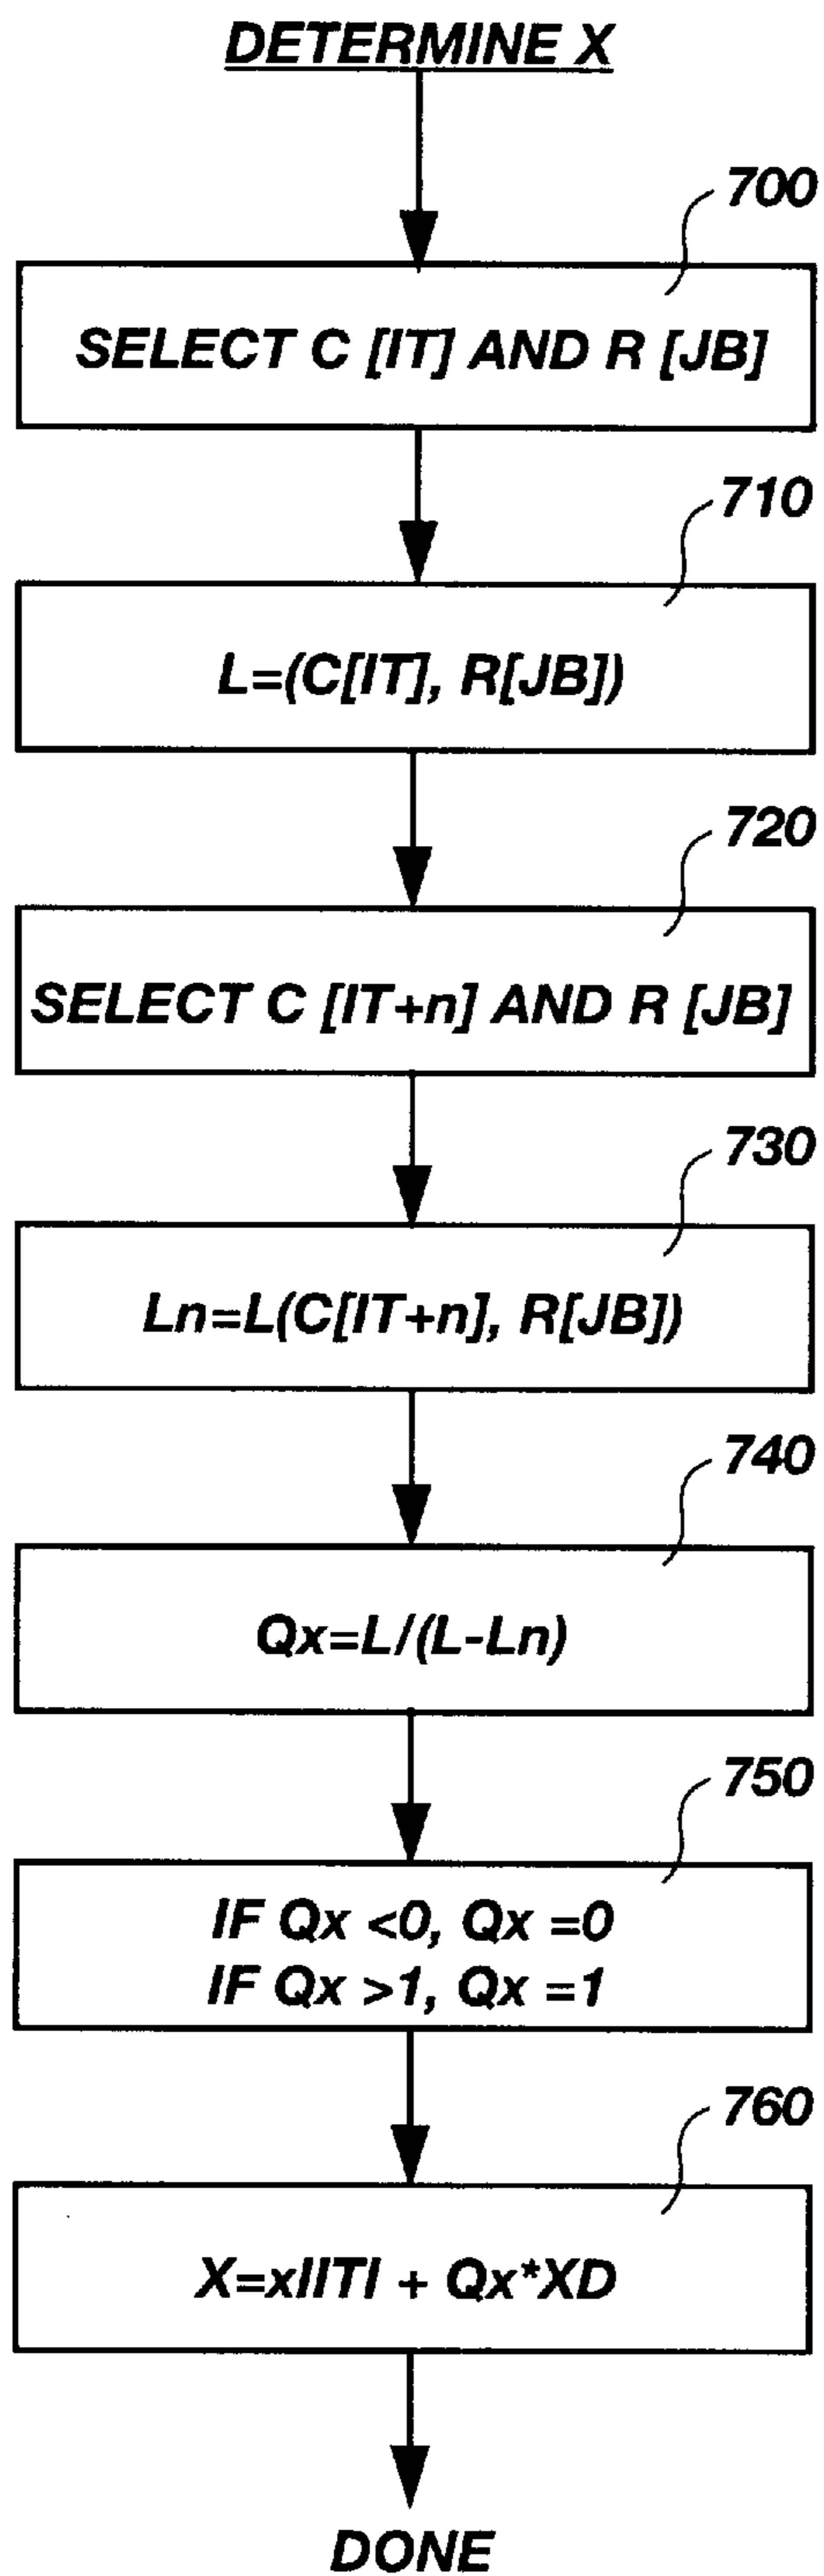 DETERMINE X
700
SELECT C [IT] AND R [JB]
710
L=(C[IT], R[JB])
720
SELECT C [IT+n] AND R [JB]
730
Ln=L(C[IT+n], R[JB])
740
Qx=L/(L-Ln)
750
IF Qx <0, Qx =0
IF Qx >1, Qx =1
760
X=xIITI + Qx*XD
DONE